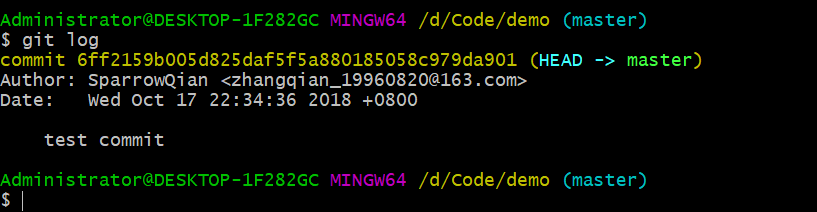 Administrator@DESKTOP-1F282GC MINGW64 /d/Code/demo (master)
$ git log
commit 6ff2159b005d825daf5f5a880185058c979da901 (HEAD -> master)
Author: SparrowQian <zhangqian_19960820@163.com>
Date:   Wed Oct 17 22:34:36 2018 +0800
    test commit
Administrator@DESKTOP-1F282GC MINGW64 /d/Code/demo (master)
$